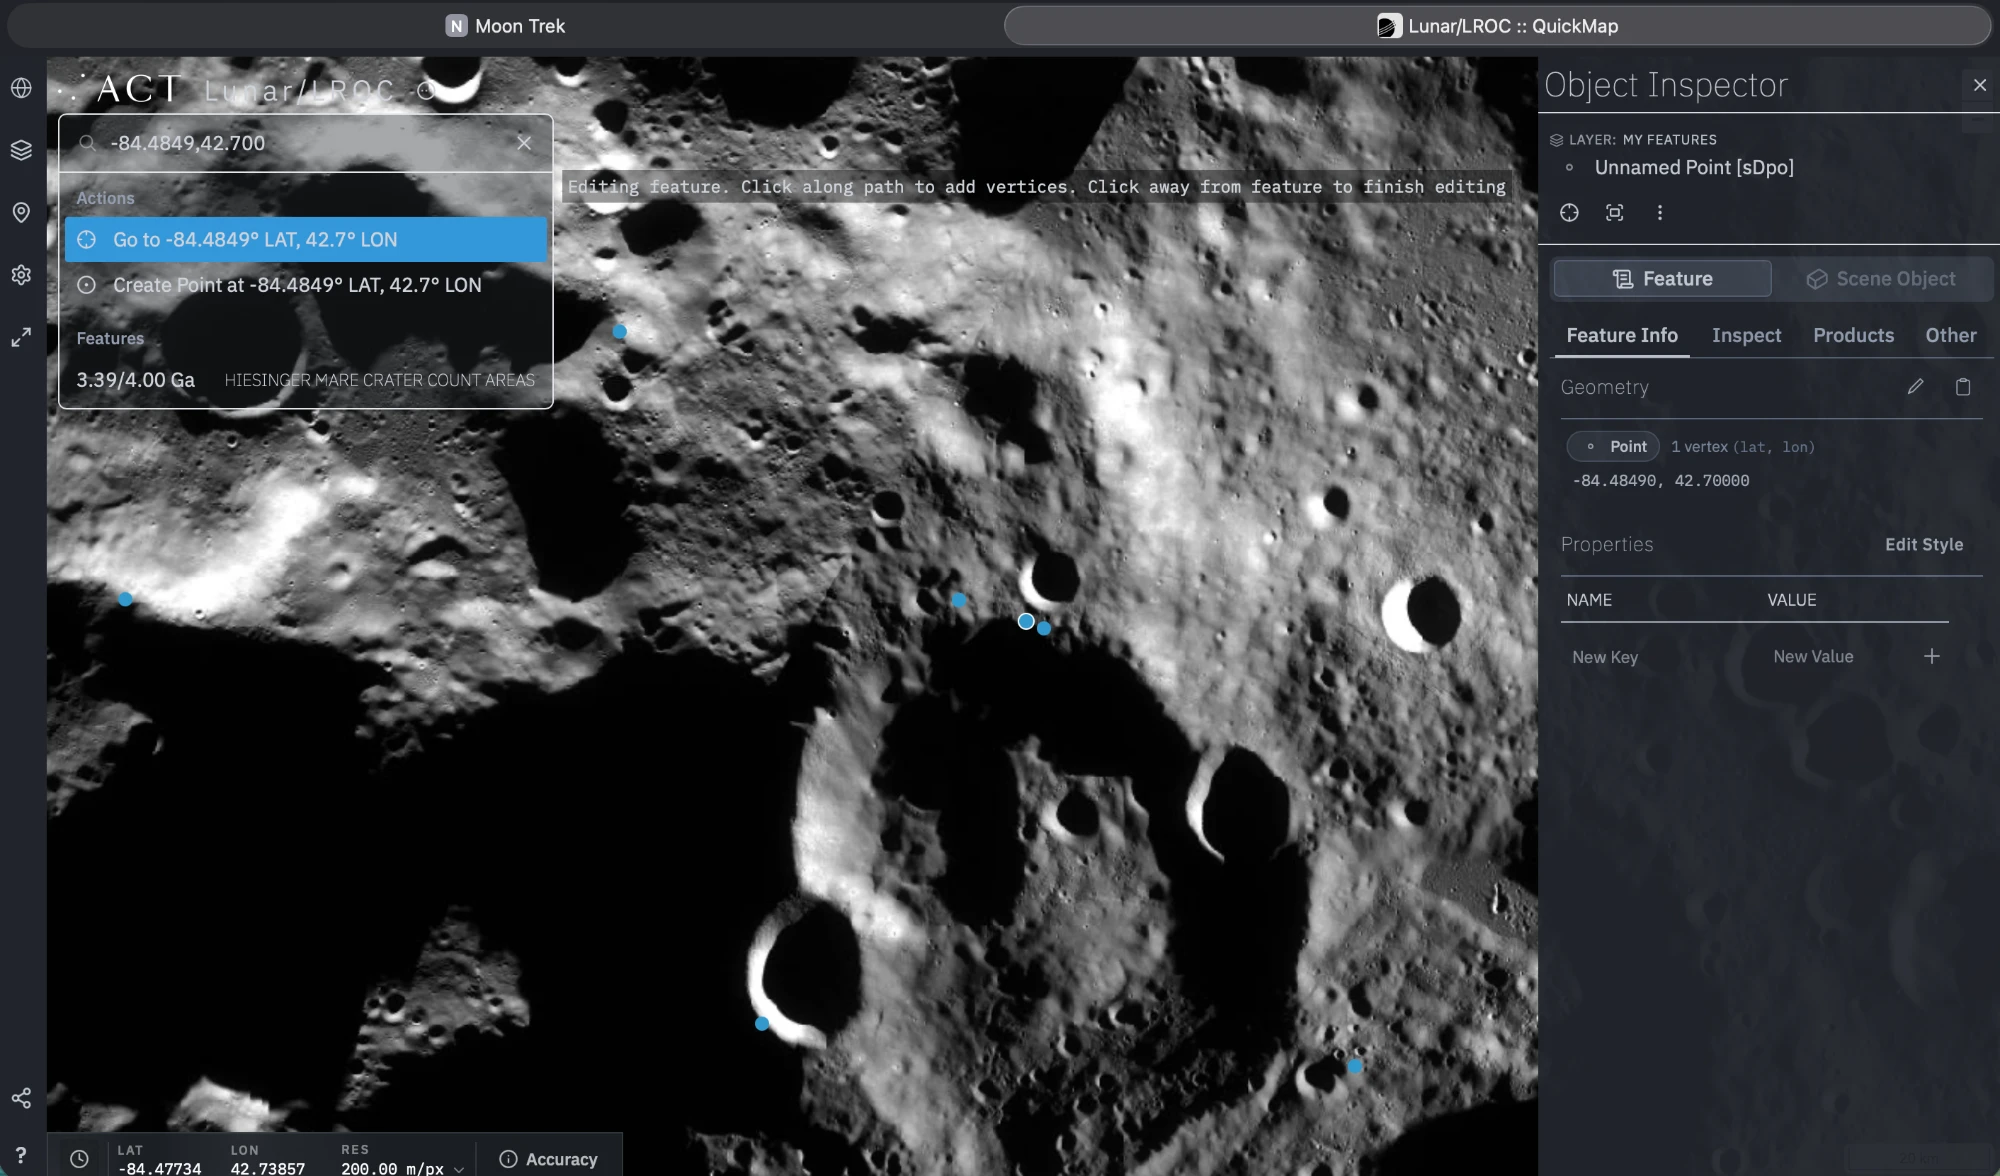 N Moon Trek
Lunar/LROC :: QuickMap
ACT Lunar/LROC
-84.4849,42.700
Actions
Go to -84.4849° LAT, 42.7° LON
Create Point at -84.4849° LAT, 42.7° LON
Features
3.39/4.00 Ga HIESINGER MARE CRATER COUNT AREAS
Editing feature. Click along path to add vertices. Click away from feature to finish editing
Object Inspector
LAYER: MY FEATURES
Unnamed Point [sDpo]
Feature
Scene Object
Feature Info Inspect Products Other
Geometry
Point 1 vertex (lat, lon)
-84.48490, 42.70000
Properties Edit Style
NAME VALUE
New Key New Value +
?
LAT LON RES
-84.47734 42.73857 200.00 m/px
Accuracy